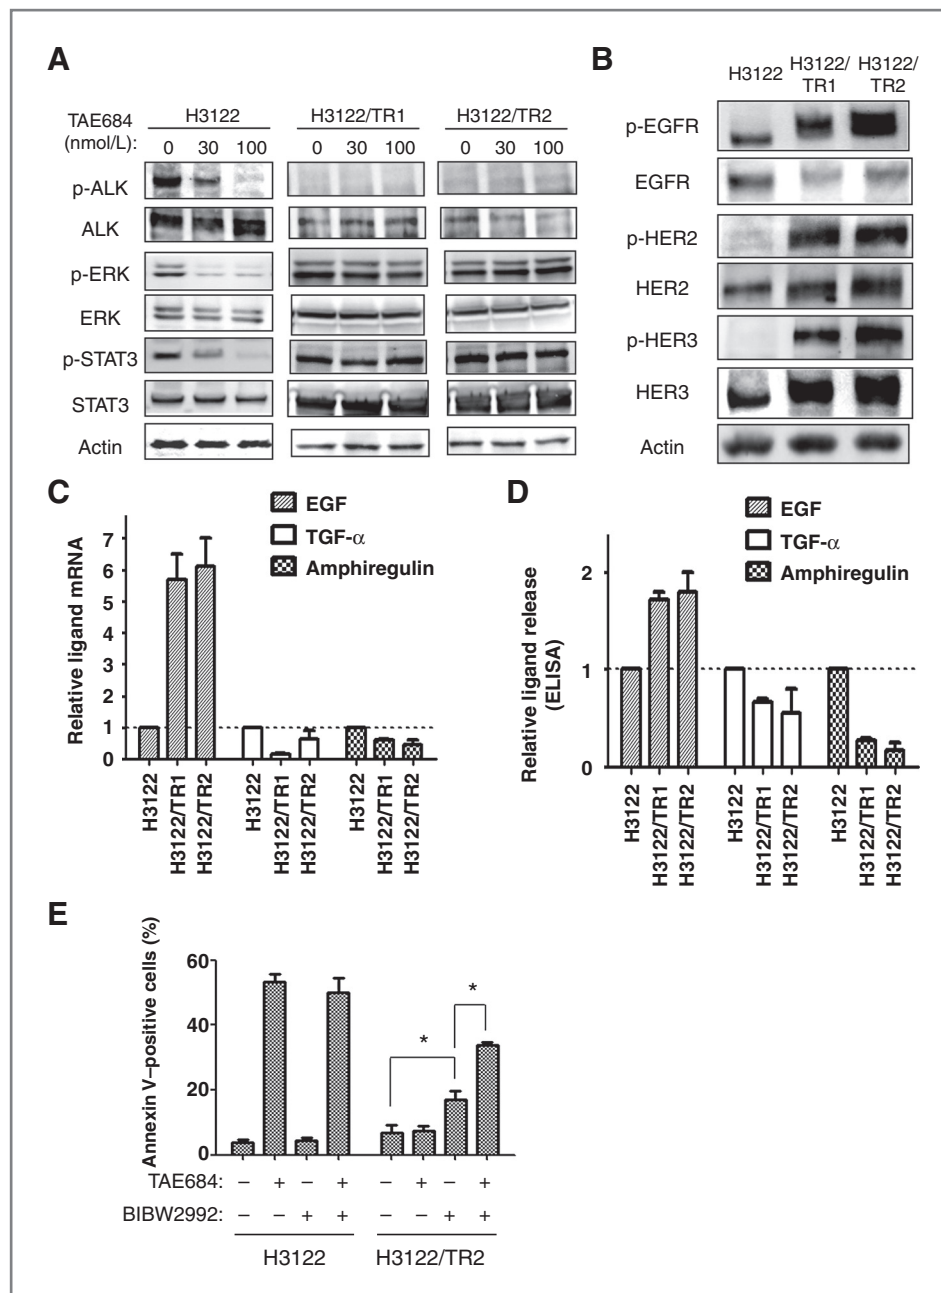 A
TAE684 (nmol/L):
H3122 H3122/TR1 H3122/TR2
0 30 100 0 30 100 0 30 100
p-ALK
ALK
p-ERK
ERK
p-STAT3
STAT3
Actin
B
H3122 H3122/TR1 H3122/TR2
p-EGFR
EGFR
p-HER2
HER2
p-HER3
HER3
Actin
C
EGF
TGF-α
Amphiregulin
Relative ligand mRNA
7
6
5
4
3
2
1
0
H3122 H3122/TR1 H3122/TR2 H3122 H3122/TR1 H3122/TR2 H3122 H3122/TR1 H3122/TR2
D
EGF
TGF-α
Amphiregulin
Relative ligand release (ELISA)
2
1
0
H3122 H3122/TR1 H3122/TR2 H3122 H3122/TR1 H3122/TR2 H3122 H3122/TR1 H3122/TR2
E
Annexin V–positive cells (%)
60
40
20
0
* *
TAE684: – + – + – + – +
BIBW2992: – – + + – – + +
H3122 H3122/TR2